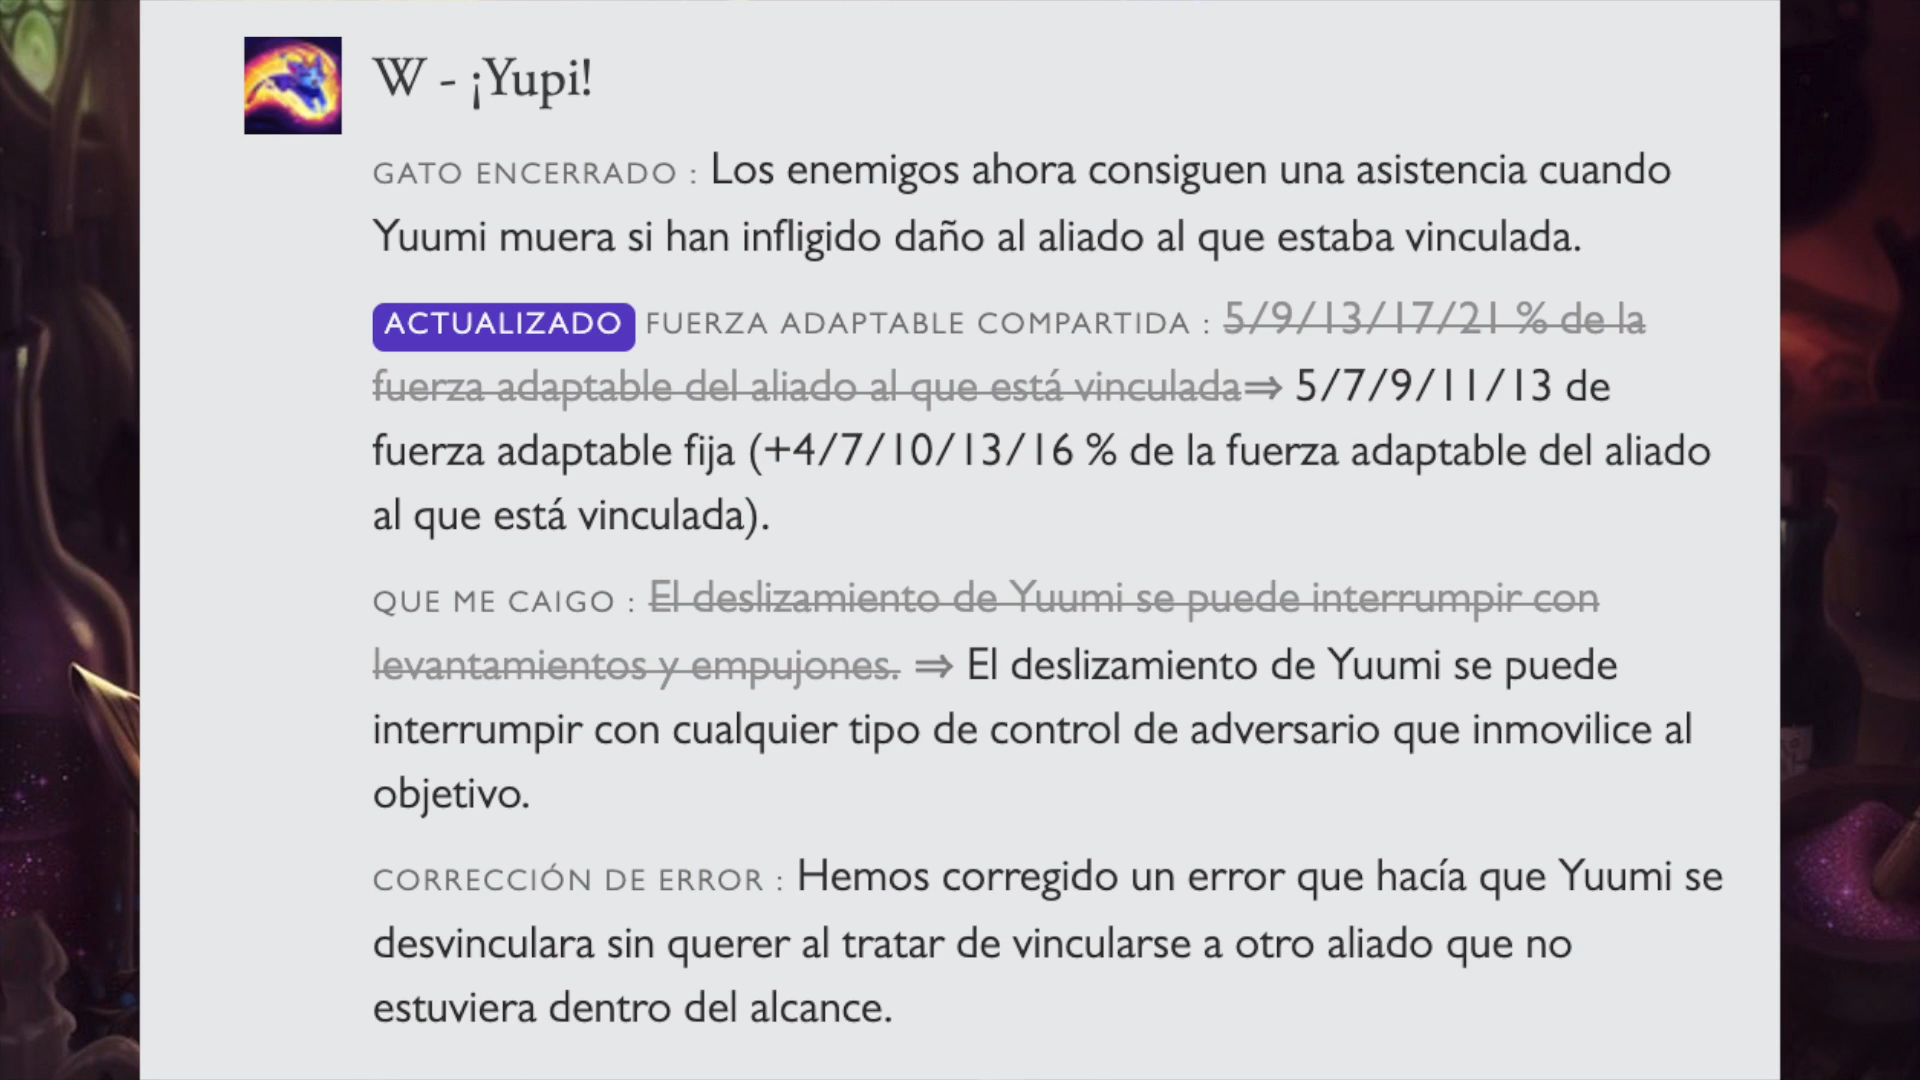 W - ¡Yupi!
GATO ENCERRADO : Los enemigos ahora consiguen una asistencia cuando
Yuumi muera si han infligido daño al aliado al que estaba vinculada.
ACTUALIZADO FUERZA ADAPTABLE COMPARTIDA : 5/9/13/17/21 % de la
fuerza adaptable del aliado al que está vinculada⇒ 5/7/9/11/13 de
fuerza adaptable fija (+4/7/10/13/16 % de la fuerza adaptable del aliado
al que está vinculada).
QUE ME CAIGO : El deslizamiento de Yuumi se puede interrumpir con
levantamientos y empujones. ⇒ El deslizamiento de Yuumi se puede
interrumpir con cualquier tipo de control de adversario que inmovilice al
objetivo.
CORRECCIÓN DE ERROR : Hemos corregido un error que hacía que Yuumi se
desvinculara sin querer al tratar de vincularse a otro aliado que no
estuviera dentro del alcance.